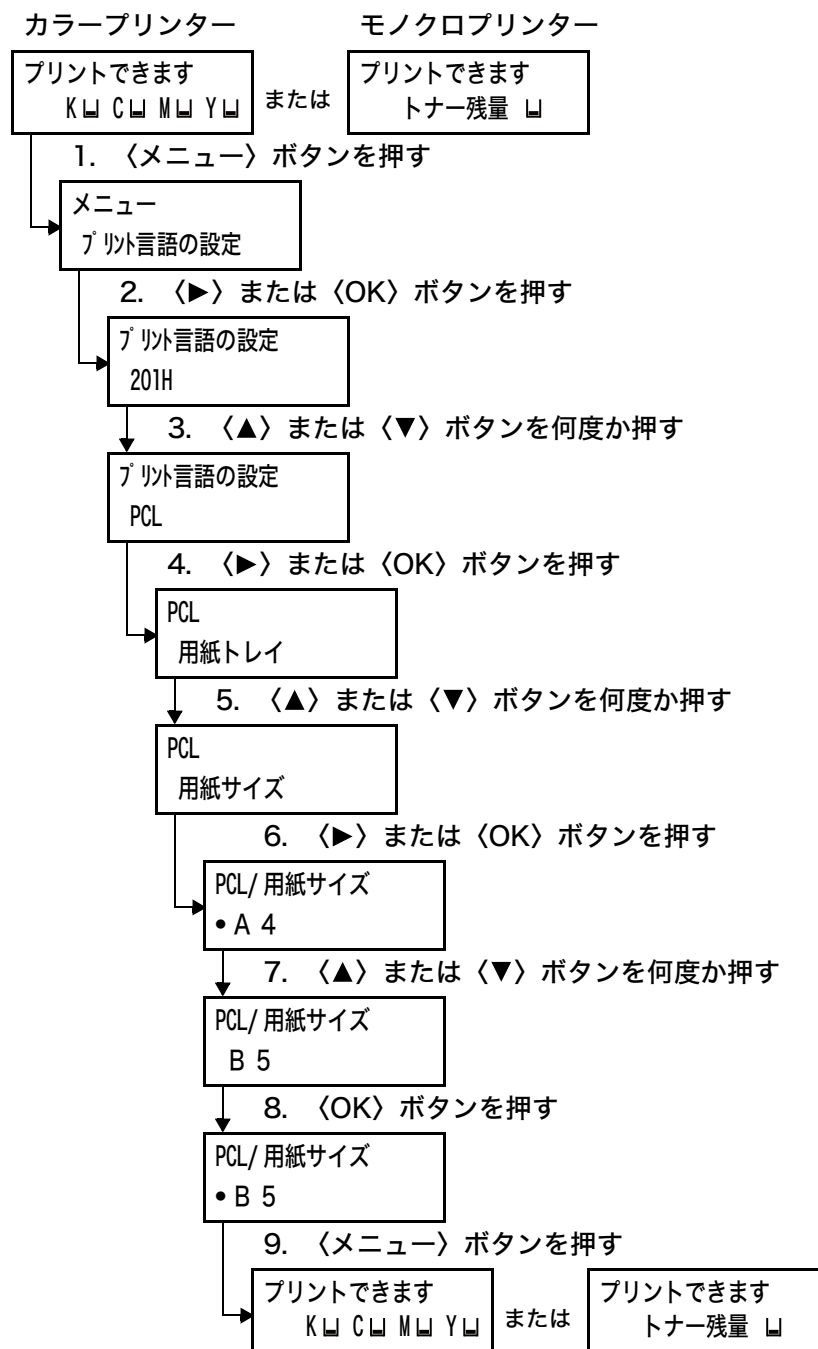 カラープリンター モノクロプリンター
プリントできます プリントできます
K C M Y または トナー残量
1. 〈メニュー〉ボタンを押す
メニュー
プリント言語の設定
2. 〈▶〉または〈OK〉ボタンを押す
プリント言語の設定
201H
3. 〈▲〉または〈▼〉ボタンを何度か押す
プリント言語の設定
PCL
4. 〈▶〉または〈OK〉ボタンを押す
PCL
用紙トレイ
5. 〈▲〉または〈▼〉ボタンを何度か押す
PCL
用紙サイズ
6. 〈▶〉または〈OK〉ボタンを押す
PCL/ 用紙サイズ
• A 4
7. 〈▲〉または〈▼〉ボタンを何度か押す
PCL/ 用紙サイズ
B 5
8. 〈OK〉ボタンを押す
PCL/ 用紙サイズ
• B 5
9. 〈メニュー〉ボタンを押す
プリントできます プリントできます
K C M Y または トナー残量